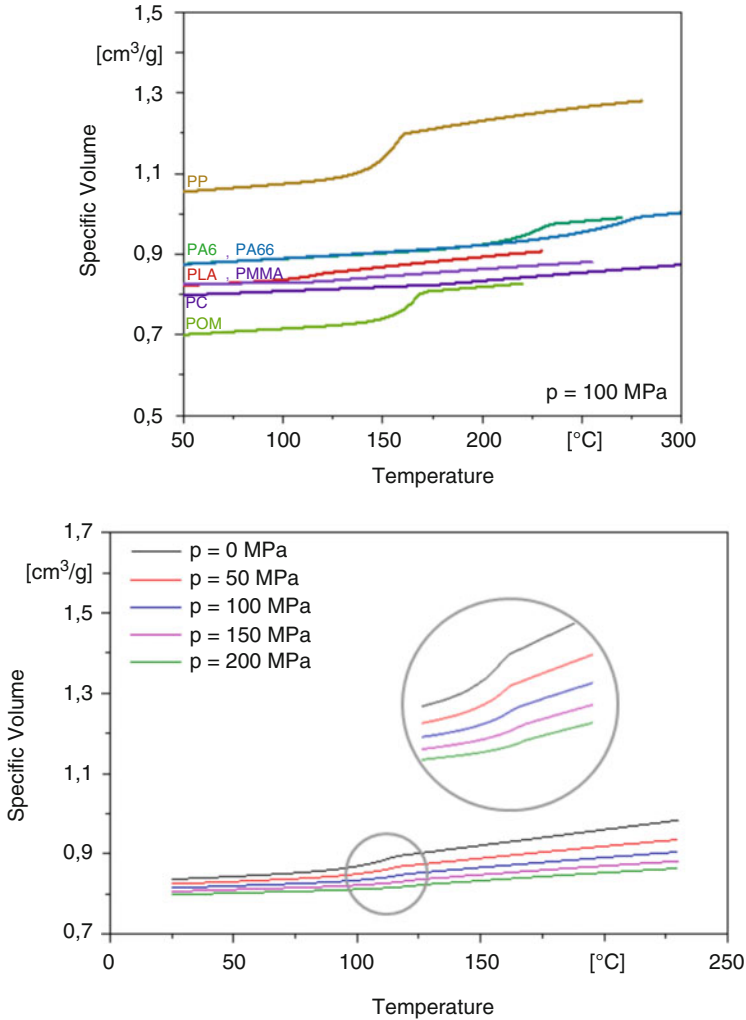 1,5
[cm³/g]
1,3
1,1
0,9
0,7
0,5
Specific Volume
PP
PA6 , PA66
PLA , PMMA
PC
POM
p = 100 MPa
50 100 150 200 [°C] 300
Temperature
1,7
[cm³/g]
1,5
1,3
1,1
0,9
0,7
Specific Volume
p = 0 MPa
p = 50 MPa
p = 100 MPa
p = 150 MPa
p = 200 MPa
0 50 100 150 [°C] 250
Temperature